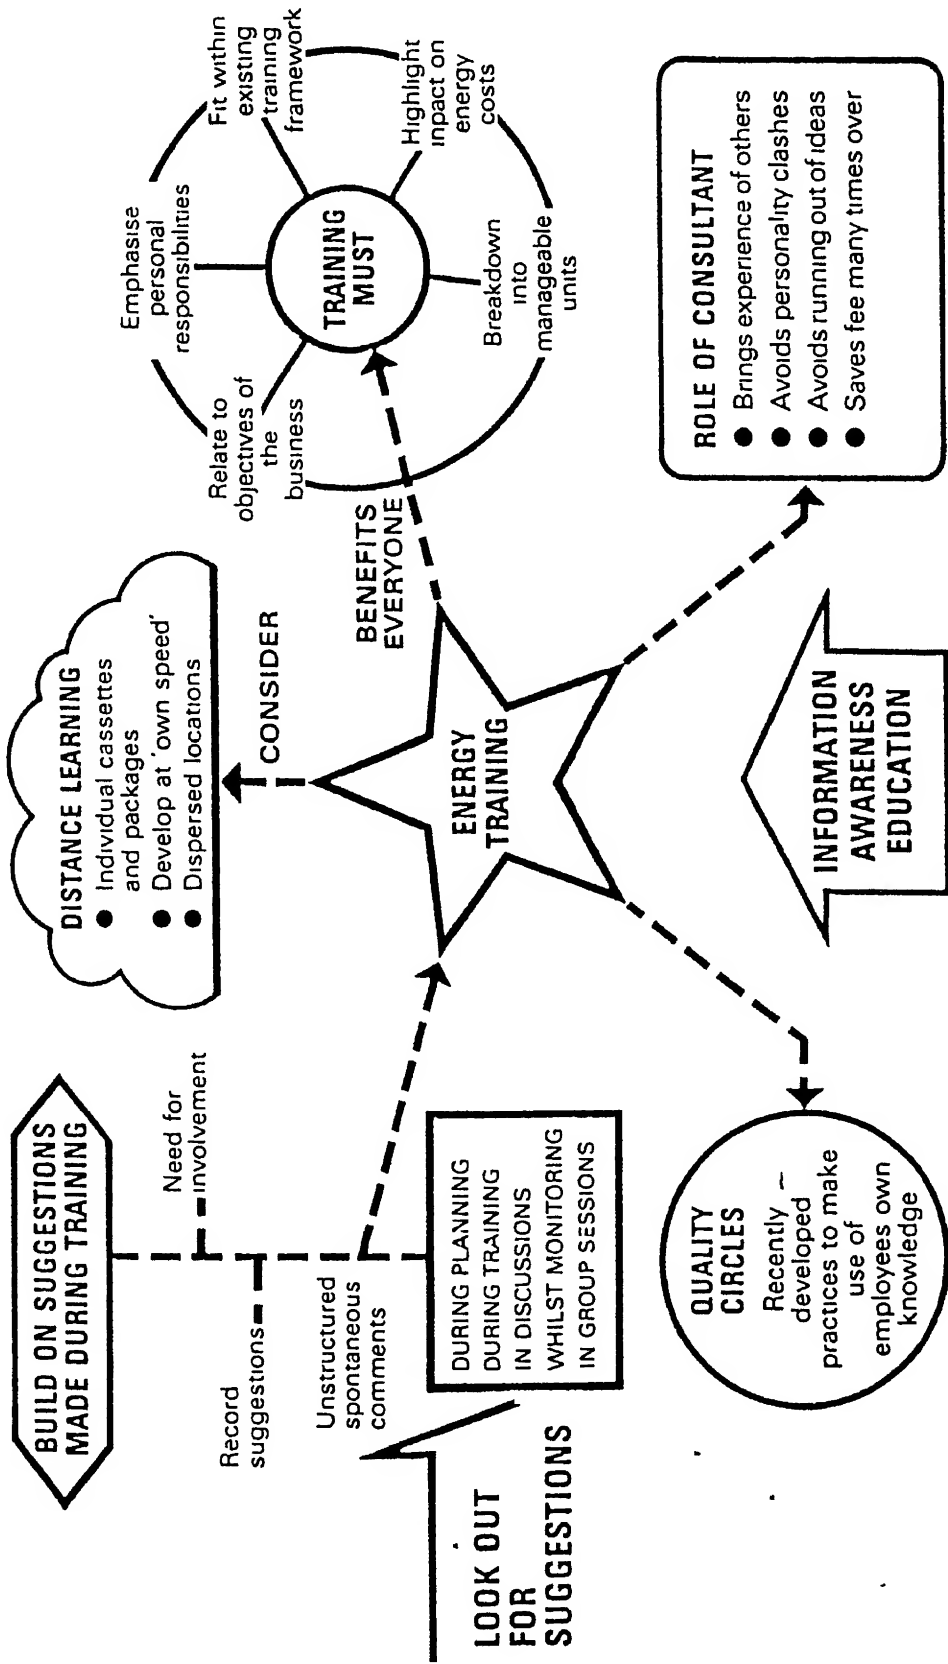 BUILD ON SUGGESTIONS
MADE DURING TRAINING
Need for
involvement
Record
suggestions
Unstructured
spontaneous
comments
LOOK OUT
FOR
SUGGESTIONS
DURING PLANNING
DURING TRAINING
IN DISCUSSIONS
WHILST MONITORING
IN GROUP SESSIONS
DISTANCE LEARNING
● Individual cassettes
and packages
● Develop at 'own speed'
● Dispersed locations
CONSIDER
ENERGY
TRAINING
BENEFITS
EVERYONE
TRAINING
MUST
Relate to
objectives of
the
business
Emphasise
personal
responsibilities
Fit within
existing
training
framework
Highlight
inpact on
energy
costs
Breakdown
into
manageable
units
QUALITY
CIRCLES
Recently –
developed
practices to make
use of
employees own
knowledge
INFORMATION
AWARENESS
EDUCATION
ROLE OF CONSULTANT
● Brings experience of others
● Avoids personality clashes
● Avoids running out of ideas
● Saves fee many times over